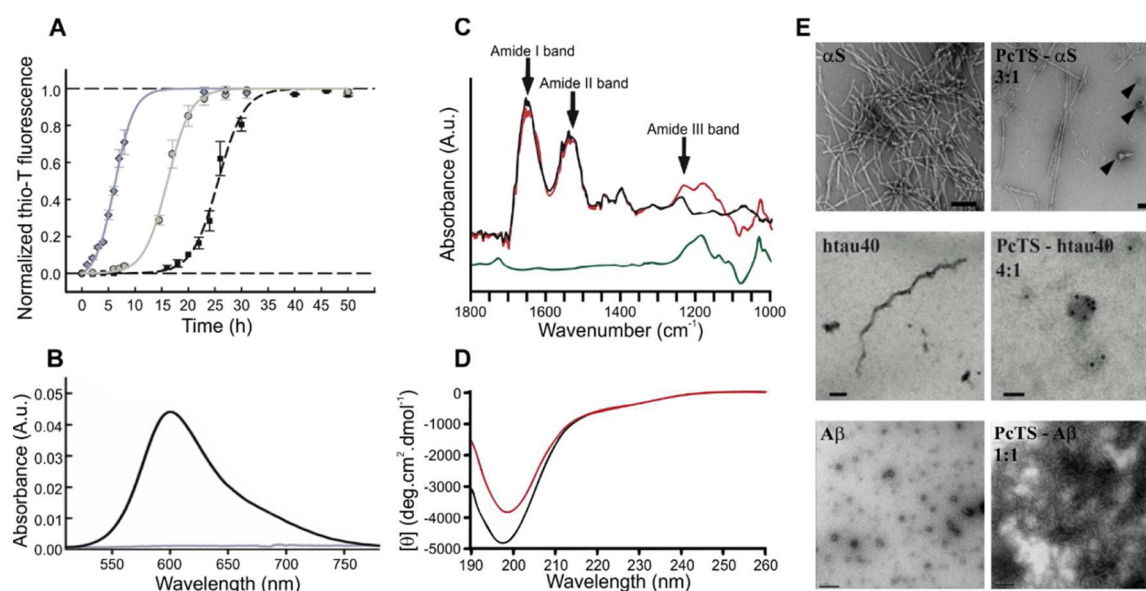 A
Normalized thio-T fluorescence
1.0
0.8
0.6
0.4
0.2
0.0
0 5 10 15 20 25 30 35 40 45 50
Time (h)
B
Absorbance (A.u.)
0.05
0.04
0.03
0.02
0.01
0.00
550 600 650 700 750
Wavelength (nm)
C
Amide I band
Amide II band
Amide III band
Absorbance (A.u.)
1800 1600 1400 1200 1000
Wavenumber (cm⁻¹)
D
[θ] (deg.cm².dmol⁻¹)
0
-1000
-2000
-3000
-4000
-5000
190 200 210 220 230 240 250 260
Wavelength (nm)
E
αS
PcTS - αS
3:1
htau40
PcTS - htau40
4:1
Aβ
PcTS - Aβ
1:1